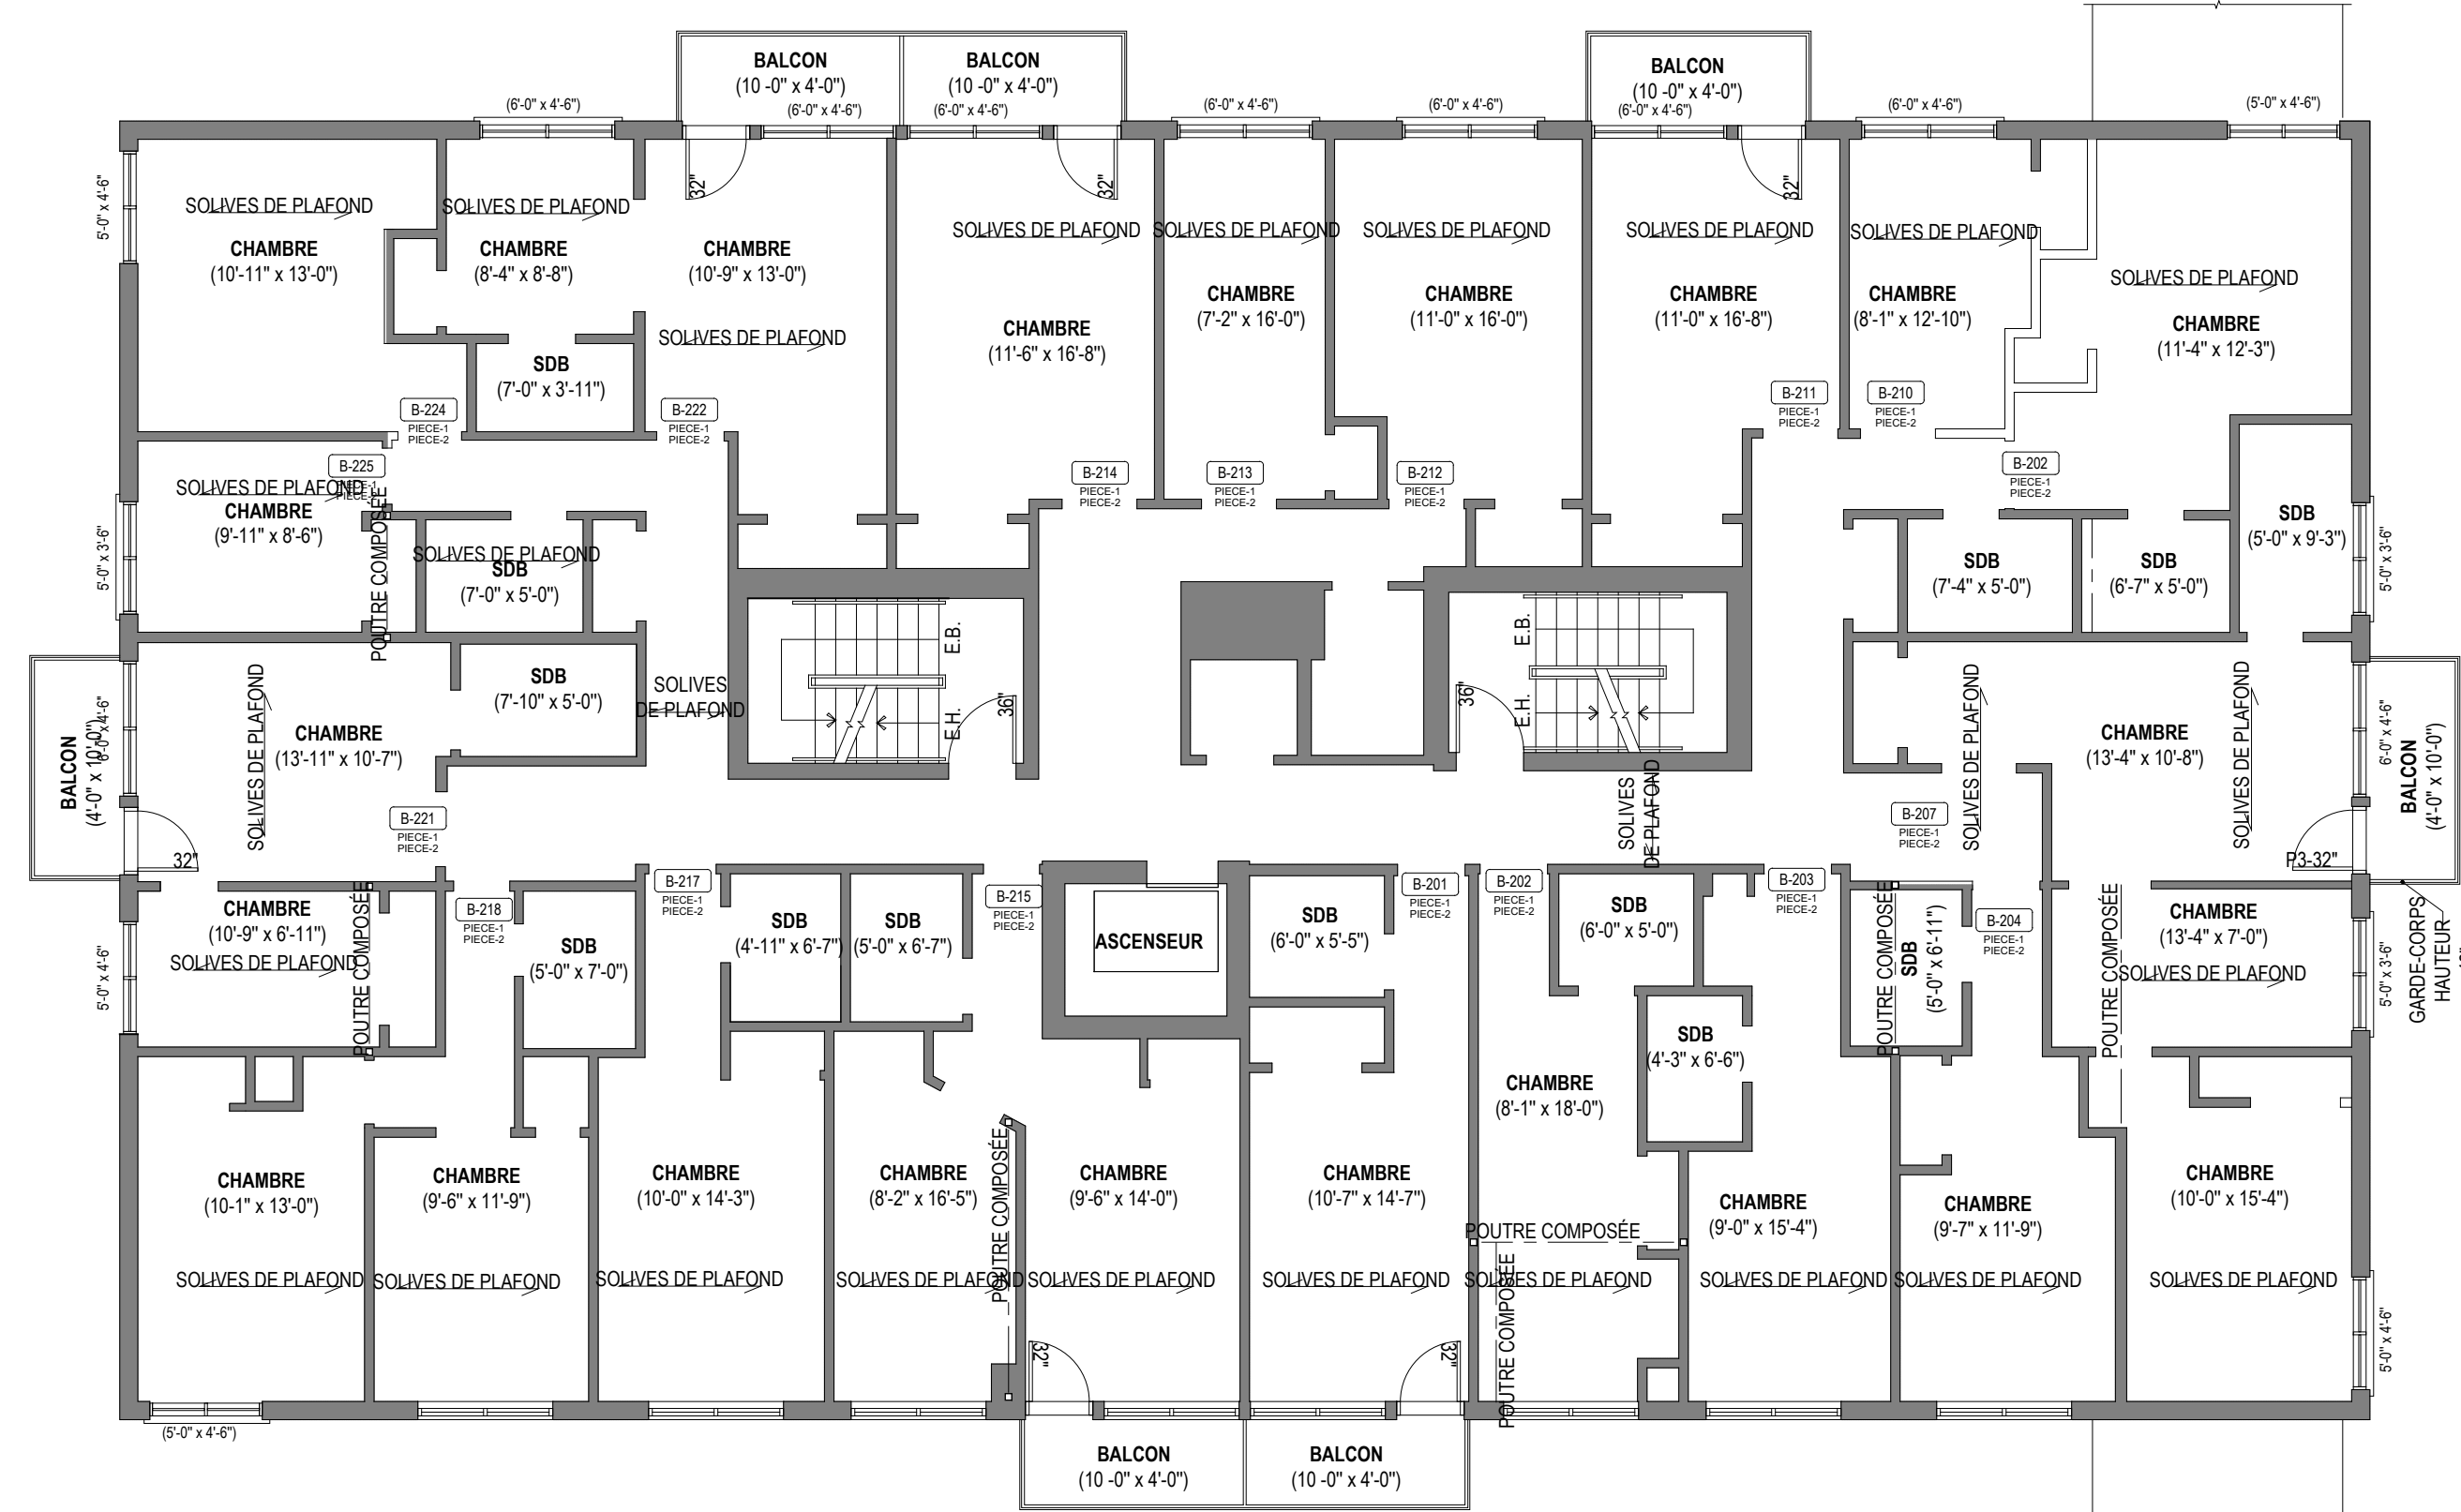 BALCON
(10 -0" x 4'-0")
(6'-0" x 4'-6")
BALCON
(10 -0" x 4'-0")
(6'-0" x 4'-6")
BALCON
(10 -0" x 4'-0")
(6'-0" x 4'-6")
(6'-0" x 4'-6")
(6'-0" x 4'-6")
(6'-0" x 4'-6")
(6'-0" x 4'-6")
(5'-0" x 4'-6")
5'-0" x 4'-6"
32"
32"
32"
SOLIVES DE PLAFOND
CHAMBRE
(10'-11" x 13'-0")
SOLIVES DE PLAFOND
CHAMBRE
(8'-4" x 8'-8")
CHAMBRE
(10'-9" x 13'-0")
SOLIVES DE PLAFOND
SOLIVES DE PLAFOND
CHAMBRE
(11'-6" x 16'-8")
SOLIVES DE PLAFOND
CHAMBRE
(7'-2" x 16'-0")
SOLIVES DE PLAFOND
CHAMBRE
(11'-0" x 16'-0")
SOLIVES DE PLAFOND
CHAMBRE
(11'-0" x 16'-8")
SOLIVES DE PLAFOND
CHAMBRE
(8'-1" x 12'-10")
SOLIVES DE PLAFOND
CHAMBRE
(11'-4" x 12'-3")
SDB
(7'-0" x 3'-11")
B-224
PIECE-1
PIECE-2
B-222
PIECE-1
PIECE-2
B-211
PIECE-1
PIECE-2
B-210
PIECE-1
PIECE-2
B-225
PIECE-1
PIECE-2
B-214
PIECE-1
PIECE-2
B-213
PIECE-1
PIECE-2
B-212
PIECE-1
PIECE-2
B-202
PIECE-1
PIECE-2
SOLIVES DE PLAFOND
CHAMBRE
(9'-11" x 8'-6")
5'-0" x 3'-6"
POUTRE COMPOSÉE
SOLIVES DE PLAFOND
SDB
(7'-0" x 5'-0")
SDB
(7'-4" x 5'-0")
SDB
(6'-7" x 5'-0")
SDB
(5'-0" x 9'-3")
5'-0" x 3'-6"
E.B.
E.H.
36"
E.B.
E.H.
36"
SDB
(7'-10" x 5'-0")
SOLIVES
DE PLAFOND
BALCON
(4'-0" x 10'-0")
6'-0" x 4'-6"
32"
SOLIVES DE PLAFOND
CHAMBRE
(13'-11" x 10'-7")
B-221
PIECE-1
PIECE-2
SOLIVES
DE PLAFOND
B-207
PIECE-1
PIECE-2
SOLIVES DE PLAFOND
CHAMBRE
(13'-4" x 10'-8")
SOLIVES DE PLAFOND
6'-0" x 4'-6"
BALCON
(4'-0" x 10'-0")
P3-32"
GARDE-CORPS
HAUTEUR
CHAMBRE
(10'-9" x 6'-11")
SOLIVES DE PLAFOND
5'-0" x 4'-6"
POUTRE COMPOSÉE
B-218
PIECE-1
PIECE-2
SDB
(5'-0" x 7'-0")
B-217
PIECE-1
PIECE-2
SDB
(4'-11" x 6'-7")
SDB
(5'-0" x 6'-7")
B-215
PIECE-1
PIECE-2
ASCENSEUR
SDB
(6'-0" x 5'-5")
B-201
PIECE-1
PIECE-2
B-202
PIECE-1
PIECE-2
SDB
(6'-0" x 5'-0")
B-203
PIECE-1
PIECE-2
POUTRE COMPOSÉE
SDB
(5'-0" x 6'-11")
B-204
PIECE-1
PIECE-2
POUTRE COMPOSÉE
CHAMBRE
(13'-4" x 7'-0")
SOLIVES DE PLAFOND
5'-0" x 3'-6"
SDB
(4'-3" x 6'-6")
CHAMBRE
(10-1" x 13'-0")
SOLIVES DE PLAFOND
CHAMBRE
(9'-6" x 11'-9")
SOLIVES DE PLAFOND
CHAMBRE
(10'-0" x 14'-3")
SOLIVES DE PLAFOND
CHAMBRE
(8'-2" x 16'-5")
SOLIVES DE PLAFOND
POUTRE COMPOSÉE
CHAMBRE
(9'-6" x 14'-0")
SOLIVES DE PLAFOND
CHAMBRE
(10'-7" x 14'-7")
SOLIVES DE PLAFOND
CHAMBRE
(8'-1" x 18'-0")
POUTRE COMPOSÉE
SOLIVES DE PLAFOND
POUTRE COMPOSÉE
CHAMBRE
(9'-0" x 15'-4")
SOLIVES DE PLAFOND
CHAMBRE
(9'-7" x 11'-9")
SOLIVES DE PLAFOND
CHAMBRE
(10'-0" x 15'-4")
SOLIVES DE PLAFOND
5'-0" x 4'-6"
32"
32"
(5'-0" x 4'-6")
BALCON
(10 -0" x 4'-0")
BALCON
(10 -0" x 4'-0")